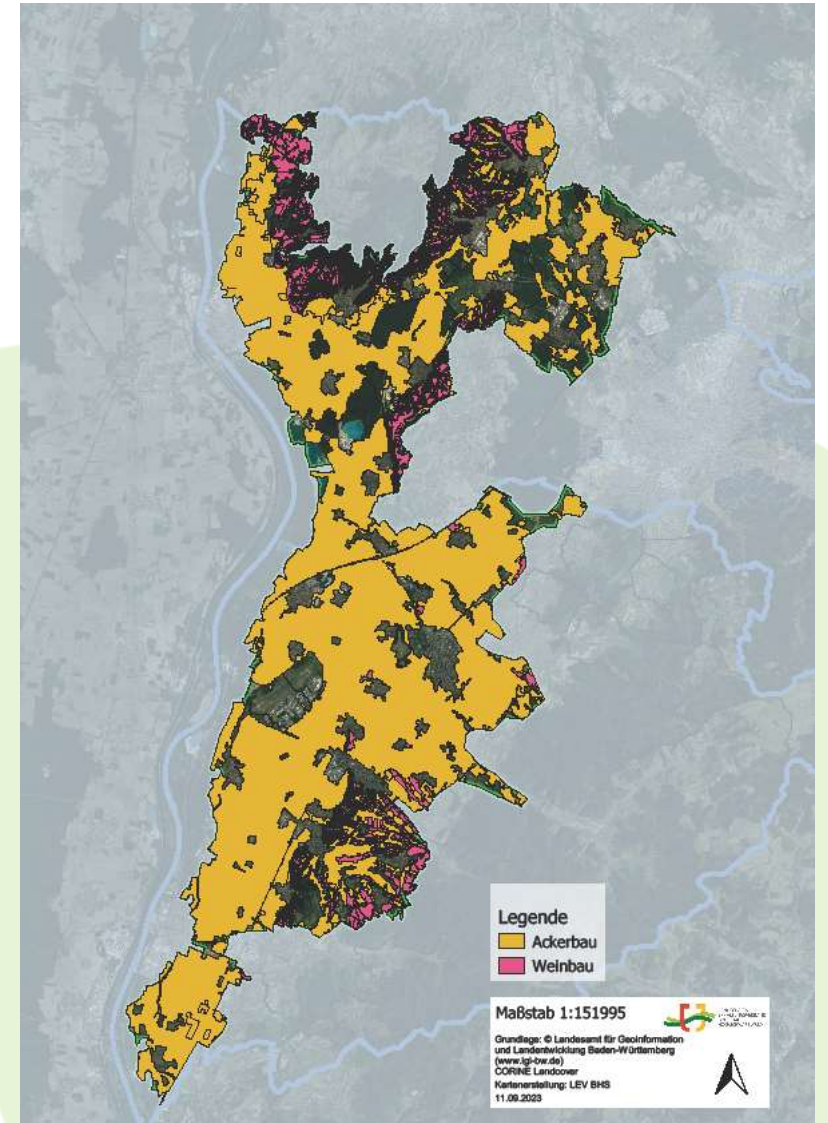 Legende
Ackerbau
Weinbau
Maßstab 1:151995
Grundlage: © Landesamt für Geoinformation
und Landentwicklung Baden-Württemberg
(www.lgl-bw.de)
CORINE Landcover
Kartenerstellung: LEV BHS
11.09.2023